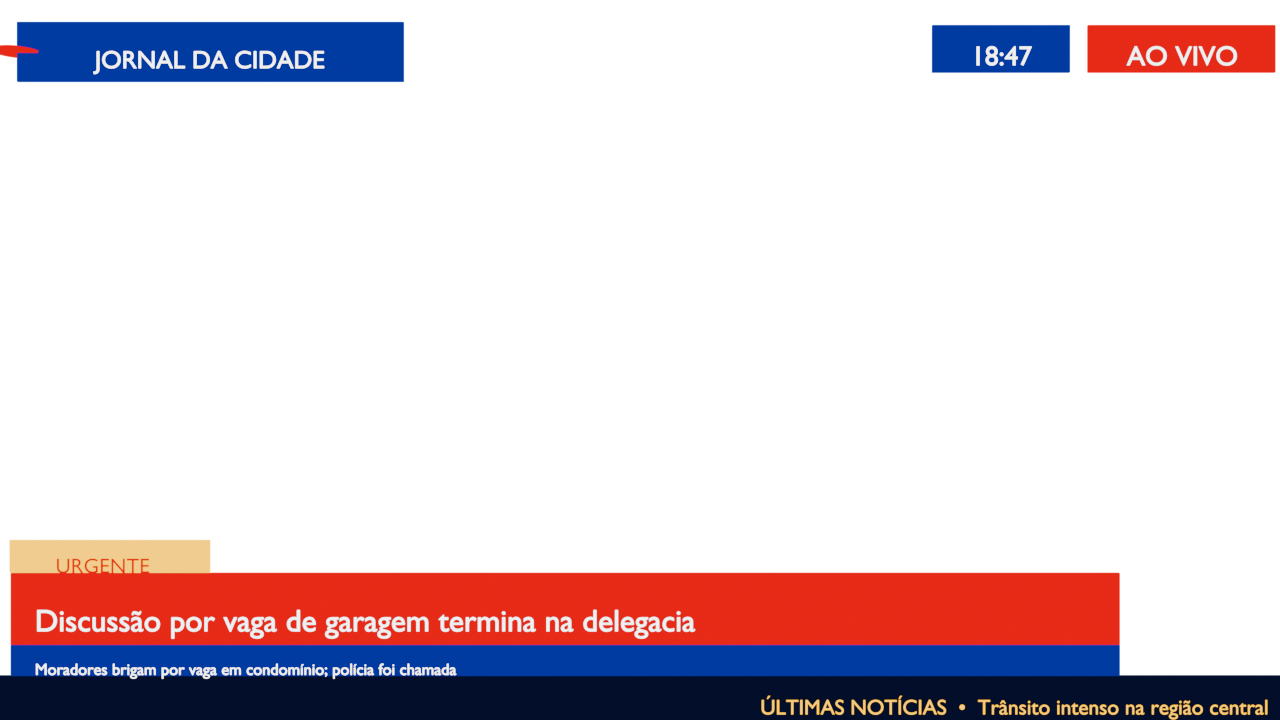 JORNAL DA CIDADE
18:47
AO VIVO
URGENTE
Discussão por vaga de garagem termina na delegacia
Moradores brigam por vaga em condomínio; polícia foi chamada
ÚLTIMAS NOTÍCIAS • Trânsito intenso na região central